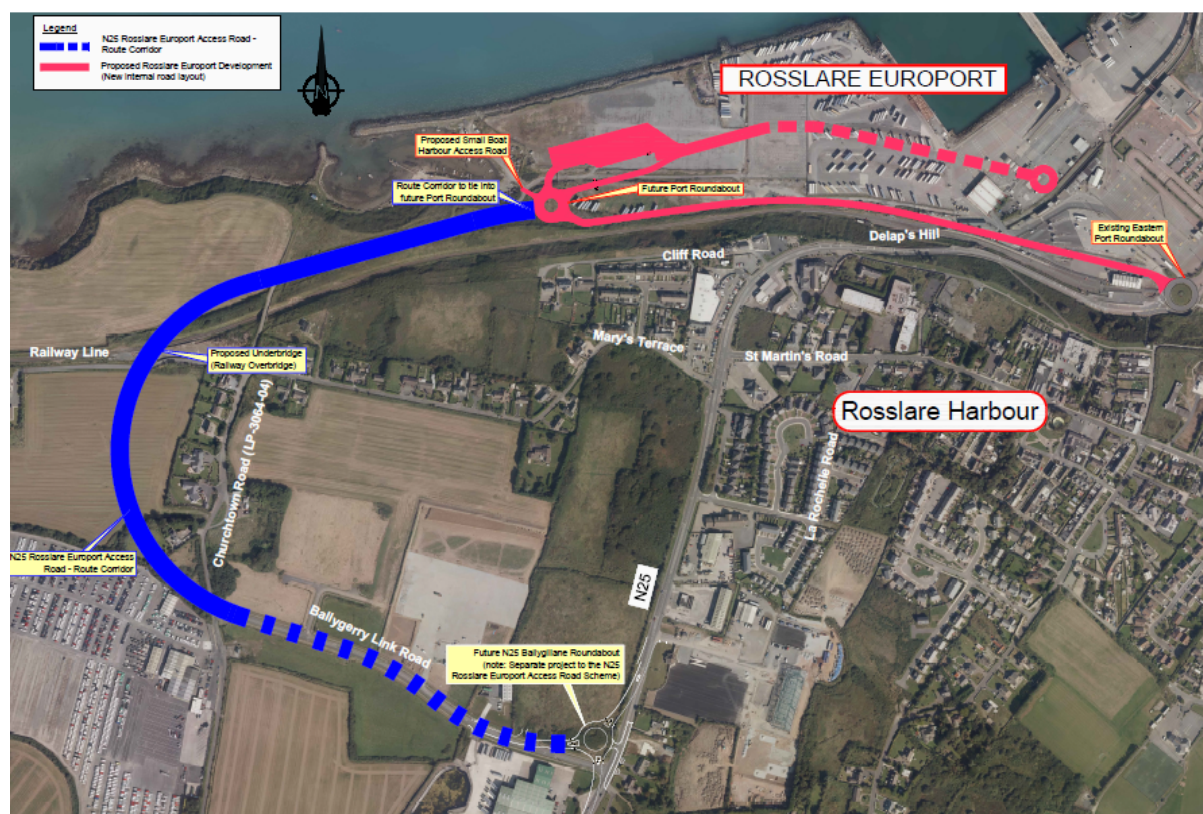 Legend
N25 Rosslare Europort Access Road -
Route Corridor
Proposed Rosslare Europort Development
(New internal road layout)
N
ROSSLARE EUROPORT
Proposed Small Boat
Harbour Access Road
Route Corridor to tie into
future Port Roundabout
Future Port Roundabout
Existing Eastern
Port Roundabout
Delap's Hill
Cliff Road
Mary's Terrace
St Martin's Road
Railway Line
Proposed Underbridge
(Railway Overbridge)
Rosslare Harbour
Churchtown Road (LP-3064-04)
La Rochelle Road
N25 Rosslare Europort Access
Road - Route Corridor
N25
Ballygerry Link Road
Future N25 Ballygillane Roundabout
(note: Separate project to the N25
Rosslare Europort Access Road Scheme)